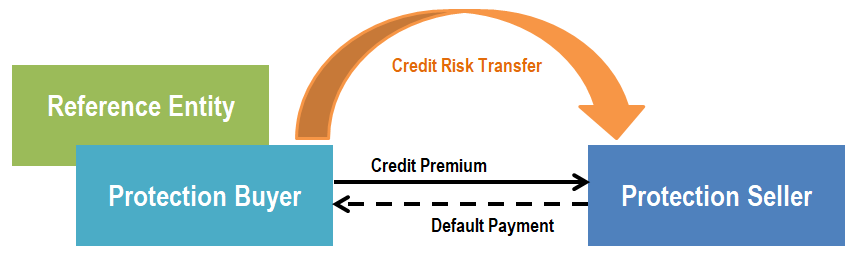 Credit Risk Transfer
Reference Entity
Credit Premium
Protection Buyer
Protection Seller
Default Payment